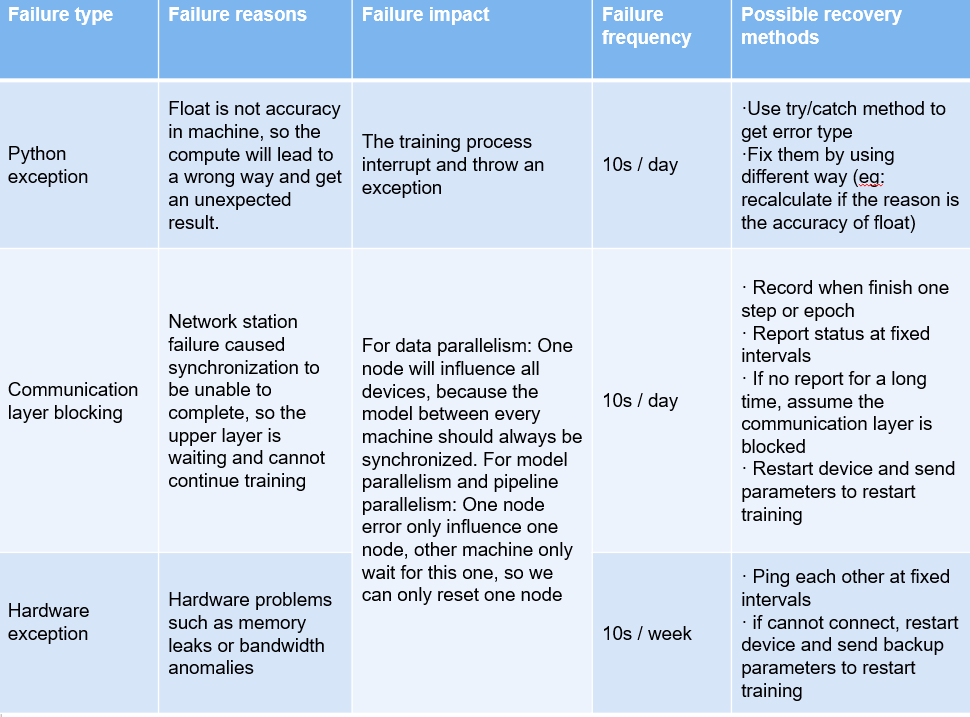 Failure type
Failure reasons
Failure impact
Failure
frequency
Possible recovery
methods
Python
exception
Float is not accuracy
in machine, so the
compute will lead to
a wrong way and get
an unexpected
result.
The training process
interrupt and throw an
exception
10s / day
·Use try/catch method to
get error type
·Fix them by using
different way (eg:
recalculate if the reason is
the accuracy of float)
Communication
layer blocking
Network station
failure caused
synchronization to
be unable to
complete, so the
upper layer is
waiting and cannot
continue training
For data parallelism: One
node will influence all
devices, because the
model between every
machine should always be
synchronized. For model
parallelism and pipeline
parallelism: One node
error only influence one
node, other machine only
wait for this one, so we
can only reset one node
10s / day
· Record when finish one
step or epoch
· Report status at fixed
intervals
· If no report for a long
time, assume the
communication layer is
blocked
· Restart device and send
parameters to restart
training
Hardware
exception
Hardware problems
such as memory
leaks or bandwidth
anomalies
10s / week
· Ping each other at fixed
intervals
· if cannot connect, restart
device and send backup
parameters to restart
training